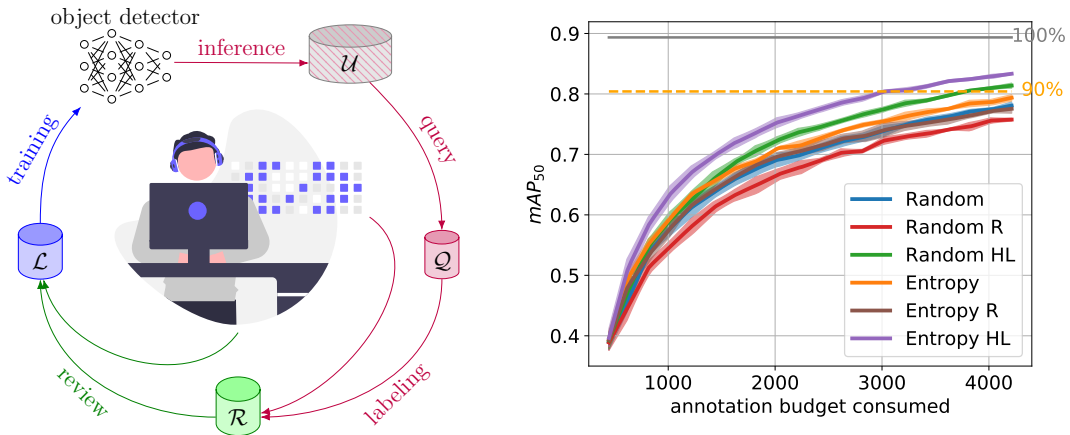 object detector
inference
𝒰
query
training
ℒ
𝒬
labeling
review
ℛ
0.9
0.8
0.7
0.6
0.5
0.4
mAP50
100%
90%
Random
Random R
Random HL
Entropy
Entropy R
Entropy HL
1000
2000
3000
4000
annotation budget consumed